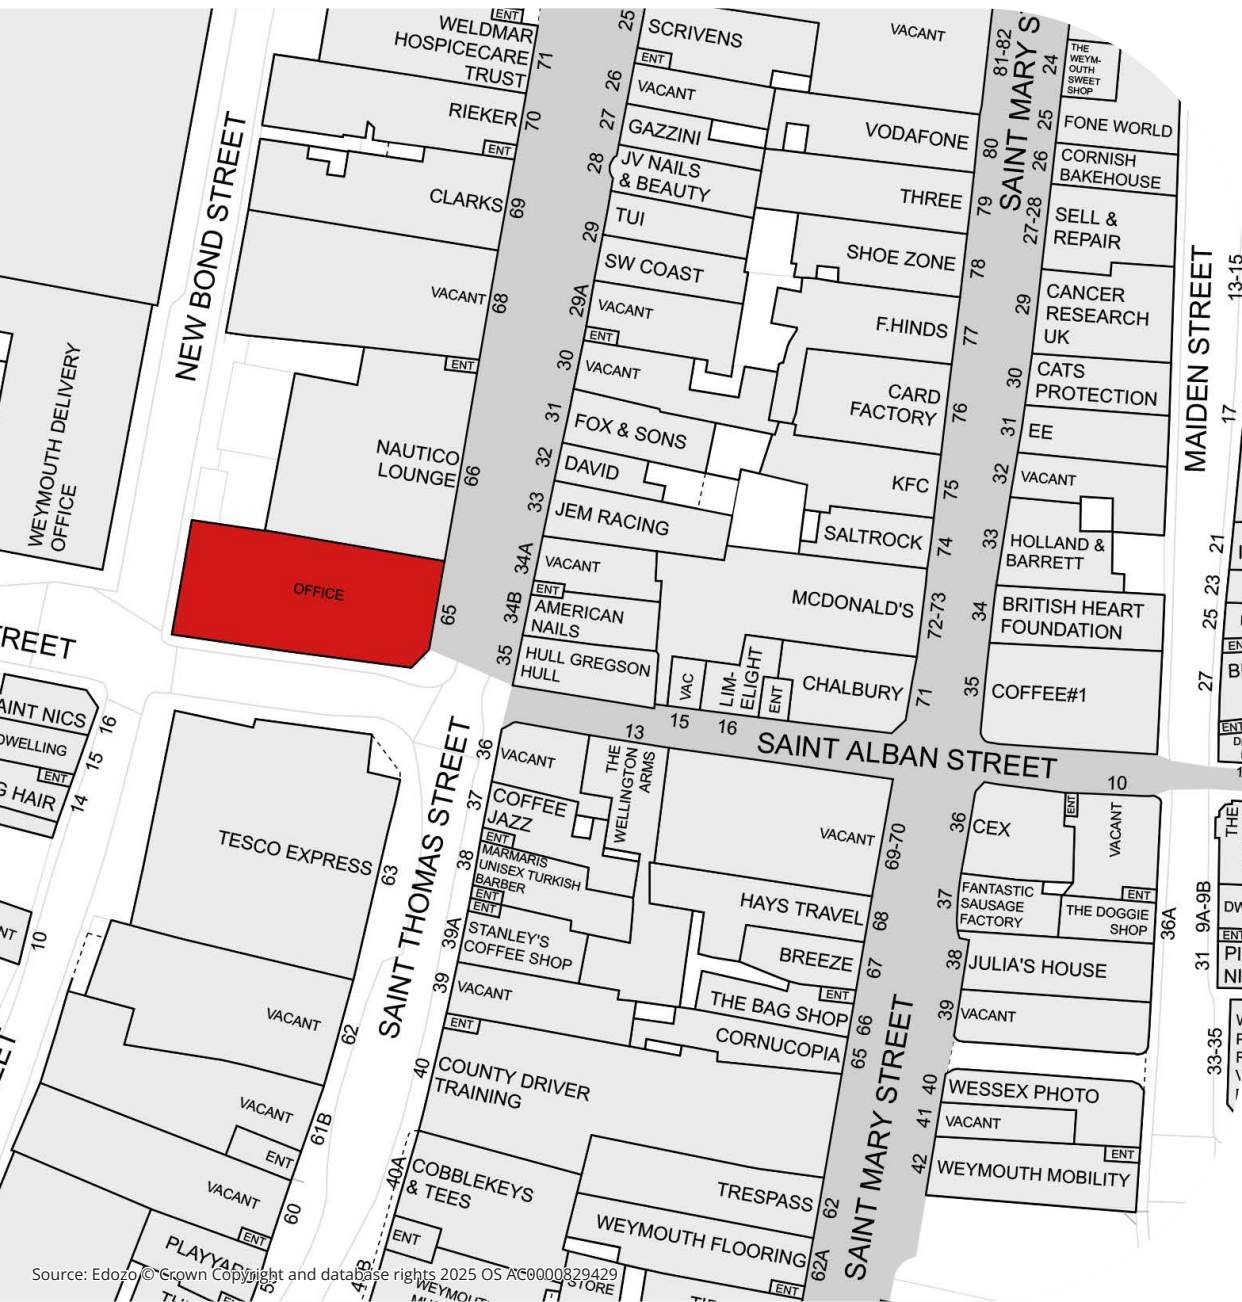 ENT
WELDMAR
HOSPICECARE
TRUST
71
RIEKER
70
ENT
CLARKS
69
VACANT
68
ENT
NAUTICO
LOUNGE
66
OFFICE
65
NEW BOND STREET
WEYMOUTH DELIVERY
OFFICE
25
SCRIVENS
ENT
26
VACANT
27
GAZZINI
28
JV NAILS
& BEAUTY
TUI
29
SW COAST
29A
VACANT
ENT
30
VACANT
31
FOX & SONS
32
DAVID
33
JEM RACING
34A
VACANT
ENT
34B
AMERICAN
NAILS
35
HULL GREGSON
HULL
VACANT
81-82
VODAFONE
80
THREE
79
SHOE ZONE
78
F.HINDS
77
CARD
FACTORY
76
KFC
75
SALTROCK
74
MCDONALD'S
72-73
VAC
15
LIM-
ELIGHT
16
ENT
CHALBURY
71
SAINT MARY S
24
THE
WEYM-
OUTH
SWEET
SHOP
25
FONE WORLD
26
CORNISH
BAKEHOUSE
27-28
SELL &
REPAIR
29
CANCER
RESEARCH
UK
30
CATS
PROTECTION
31
EE
32
VACANT
33
HOLLAND &
BARRETT
34
BRITISH HEART
FOUNDATION
35
COFFEE#1
MAIDEN STREET
13-15
17
21
23
25
27
ENT
SAINT ALBAN STREET
13
10
REET
AINT NICS
16
DWELLING
15
ENT
G HAIR
14
10
TESCO EXPRESS
63
SAINT THOMAS STREET
VACANT
62
VACANT
61B
ENT
VACANT
60
ENT
36
VACANT
THE
WELLINGTON
ARMS
37
COFFEE
JAZZ
ENT
38
MARMARIS
UNISEX TURKISH
BARBER
ENT
ENT
39A
STANLEY'S
COFFEE SHOP
39
VACANT
ENT
40
COUNTY DRIVER
TRAINING
40A
COBBLEKEYS
& TEES
ENT
VACANT
69-70
HAYS TRAVEL
68
BREEZE
67
ENT
THE BAG SHOP
66
CORNUCOPIA
65
SAINT MARY STREET
TRESPASS
62
WEYMOUTH FLOORING
62A
ENT
36
CEX
ENT
VACANT
ENT
37
FANTASTIC
SAUSAGE
FACTORY
THE DOGGIE
SHOP
36A
38
JULIA'S HOUSE
39
VACANT
40
WESSEX PHOTO
41
VACANT
ENT
42
WEYMOUTH MOBILITY
THE
9A-9B
ENT
31
33-35
Source: Edozo © Crown Copyright and database rights 2025 OS AC0000829429